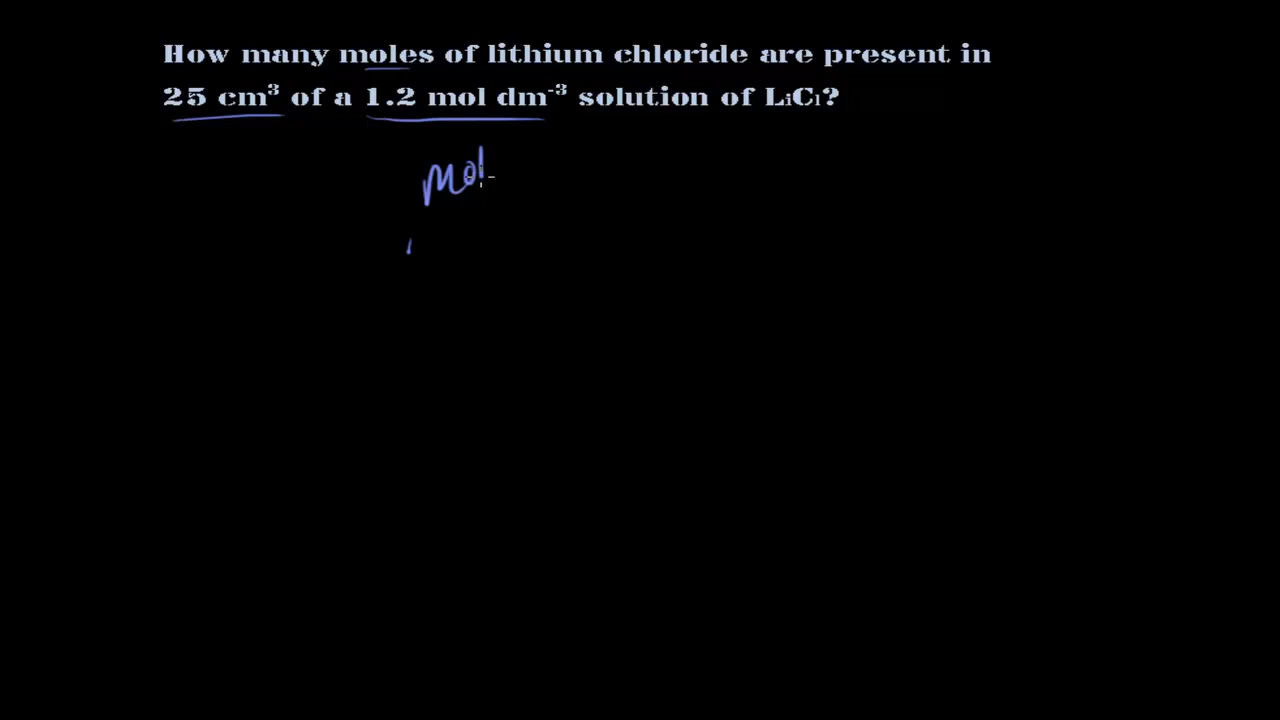 How many moles of lithium chloride are present in
25 cm³ of a 1.2 mol dm⁻³ solution of LiCl?
mol